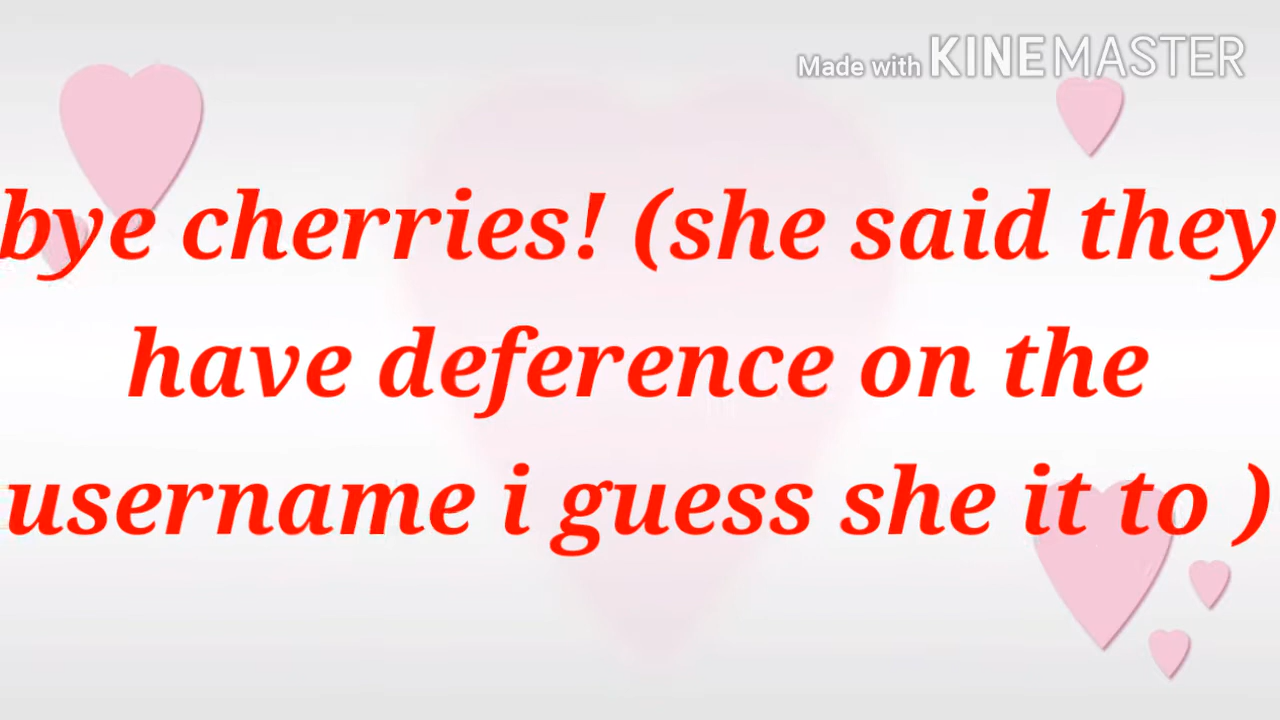 Made with KINEMASTER
bye cherries! (she said they
have deference on the
username i guess she it to )